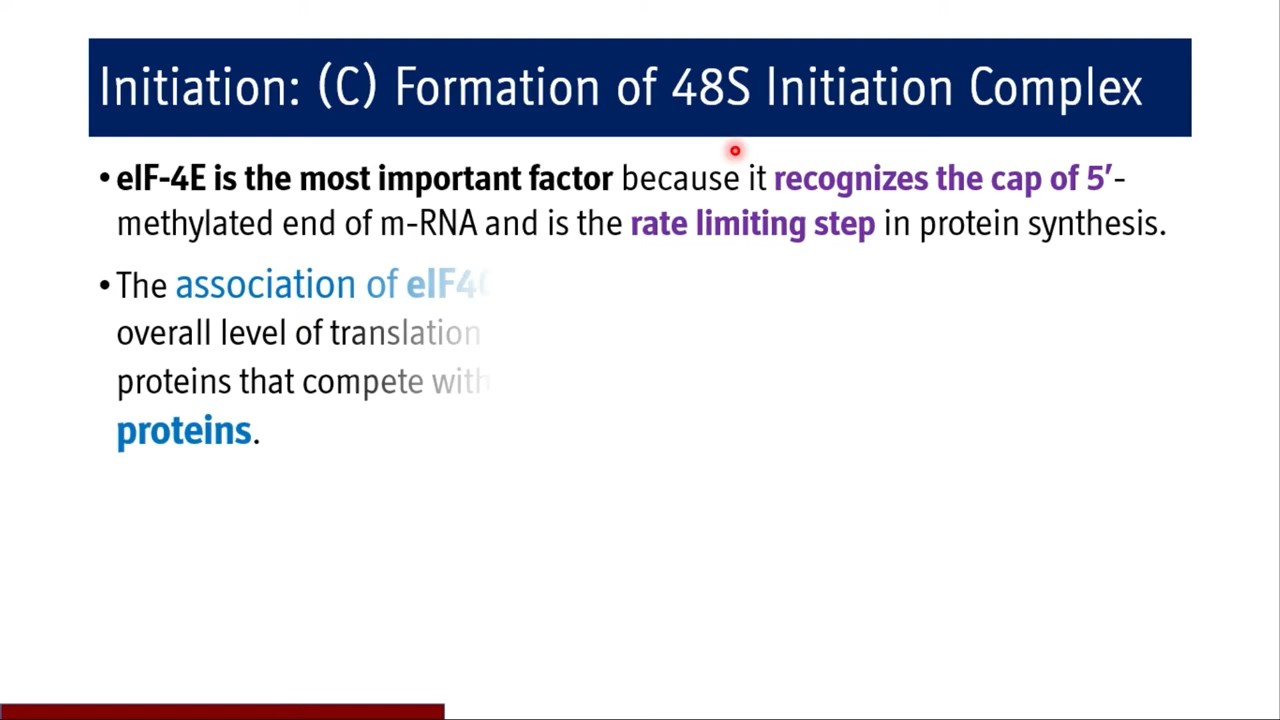 Initiation: (C) Formation of 48S Initiation Complex
• eIF-4E is the most important factor because it recognizes the cap of 5′-
methylated end of m-RNA and is the rate limiting step in protein synthesis.
• The association of
overall level of translation
proteins that compete with
proteins.